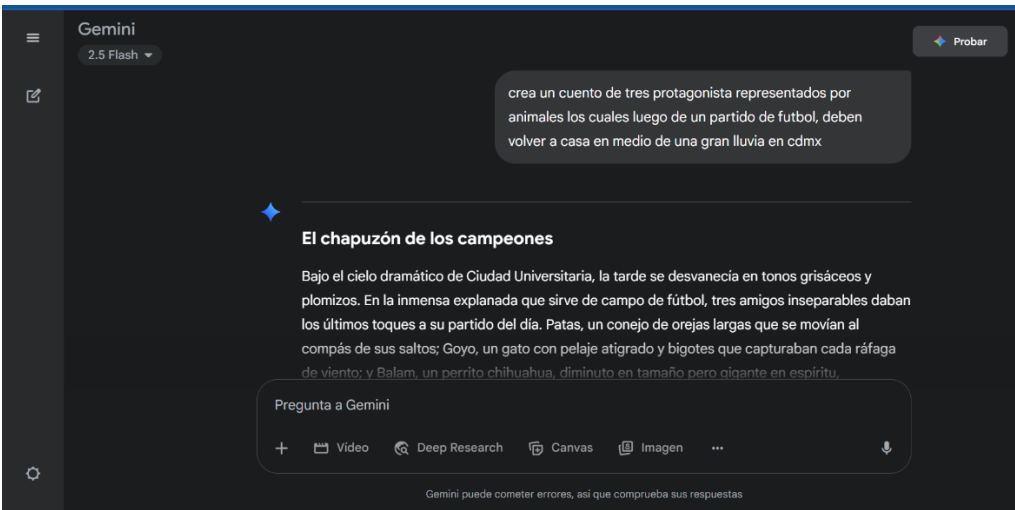 Gemini
2.5 Flash
Probar
crea un cuento de tres protagonista representados por
animales los cuales luego de un partido de futbol, deben
volver a casa en medio de una gran lluvia en cdmx
El chapuzón de los campeones
Bajo el cielo dramático de Ciudad Universitaria, la tarde se desvanecía en tonos grisáceos y
plomizos. En la inmensa explanada que sirve de campo de fútbol, tres amigos inseparables daban
los últimos toques a su partido del día. Patas, un conejo de orejas largas que se movían al
compás de sus saltos; Goyo, un gato con pelaje atigrado y bigotes que capturaban cada ráfaga
de viento; y Balam, un perrito chihuahua, diminuto en tamaño pero gigante en espíritu,
Pregunta a Gemini
Vídeo Deep Research Canvas Imagen
Gemini puede cometer errores, así que comprueba sus respuestas